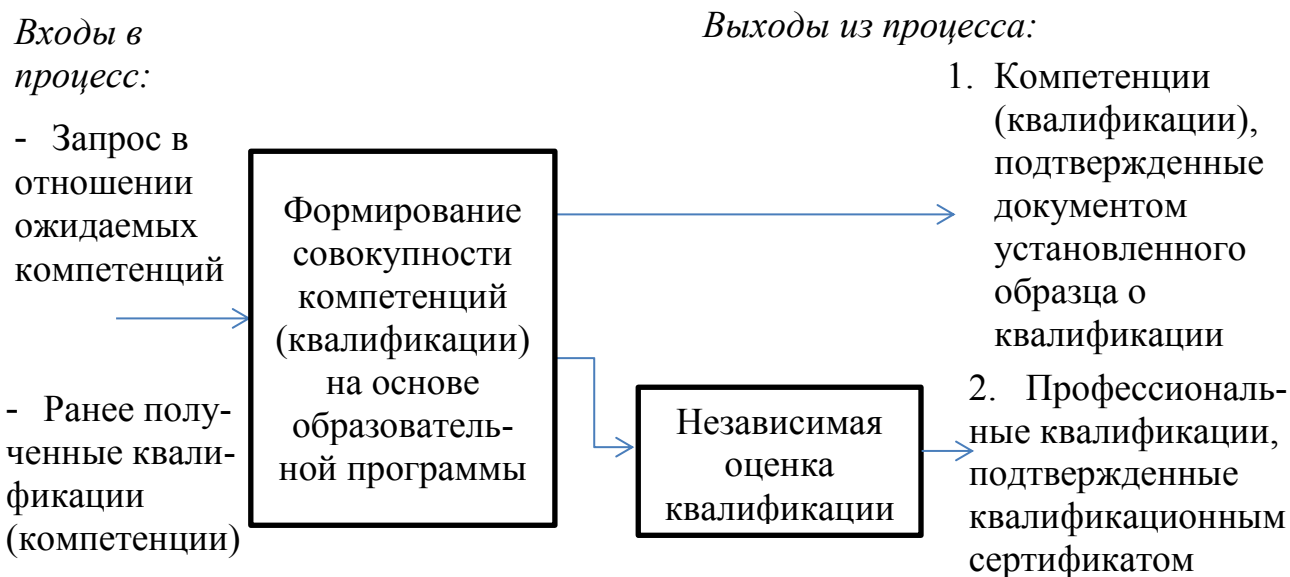 Входы в
процесс:
- Запрос в
отношении
ожидаемых
компетенций
- Ранее полу-
ченные квали-
фикации
(компетенции)
Формирование
совокупности
компетенций
(квалификации)
на основе
образователь-
ной программы
Независимая
оценка
квалификации
Выходы из процесса:
1. Компетенции
(квалификации),
подтвержденные
документом
установленного
образца о
квалификации
2. Профессиональ-
ные квалификации,
подтвержденные
квалификационным
сертификатом